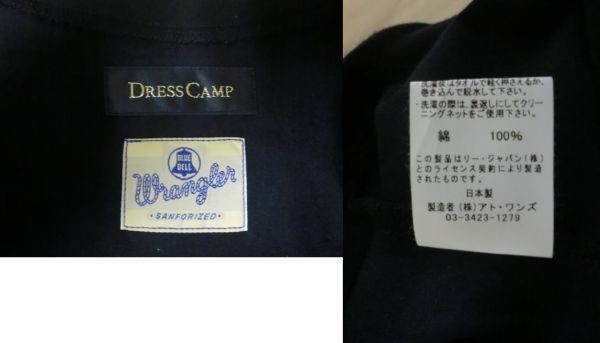 DRESSCAMP
BLUE
BELL
Wrangler
• SANFORIZED •
・洗濯後はタオルで軽く押さえるか、
巻き込んで脱水して下さい。
・洗濯の際は、裏返しにしてクリー
ニングネットをご使用下さい。
綿 100%
この製品はリー・ジャパン(株)
とのライセンス契約により製造
されたものです。
日本製
製造者(株)アト・ワンズ
03-3423-1279